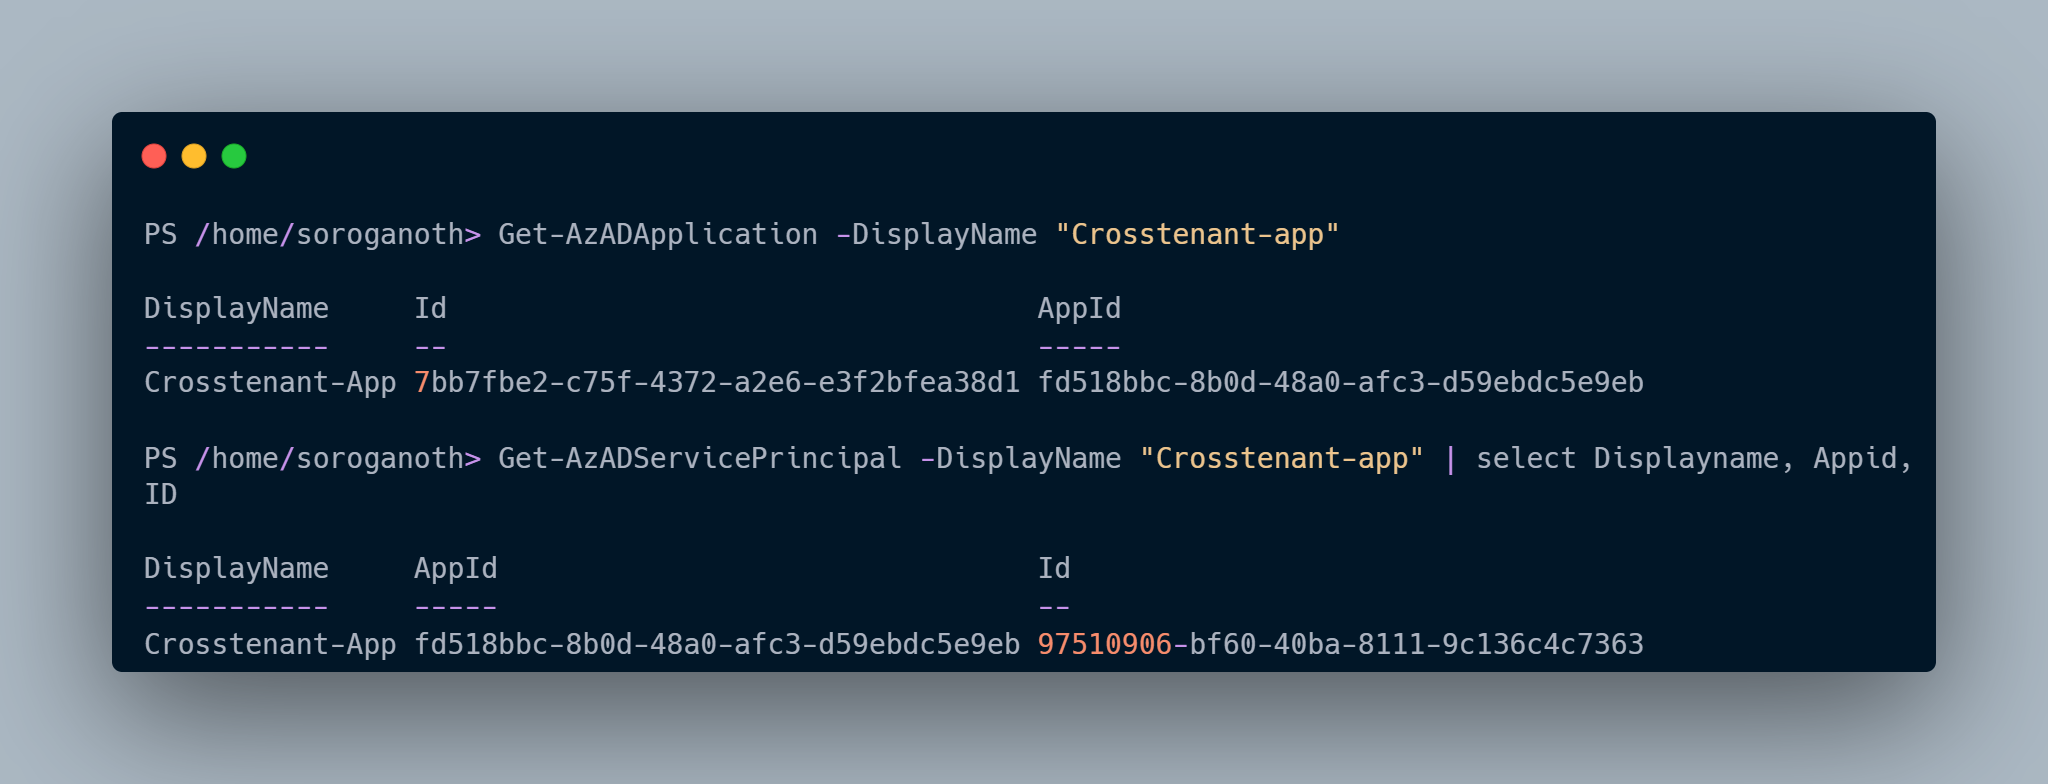 PS /home/soroganoth> Get-AzADApplication -DisplayName "Crosstenant-app"
DisplayName     Id                                   AppId
-----------     --                                   -----
Crosstenant-App 7bb7fbe2-c75f-4372-a2e6-e3f2bfea38d1 fd518bbc-8b0d-48a0-afc3-d59ebdc5e9eb
PS /home/soroganoth> Get-AzADServicePrincipal -DisplayName "Crosstenant-app" | select Displayname, Appid,
ID
DisplayName     AppId                                Id
-----------     -----                                --
Crosstenant-App fd518bbc-8b0d-48a0-afc3-d59ebdc5e9eb 97510906-bf60-40ba-8111-9c136c4c7363